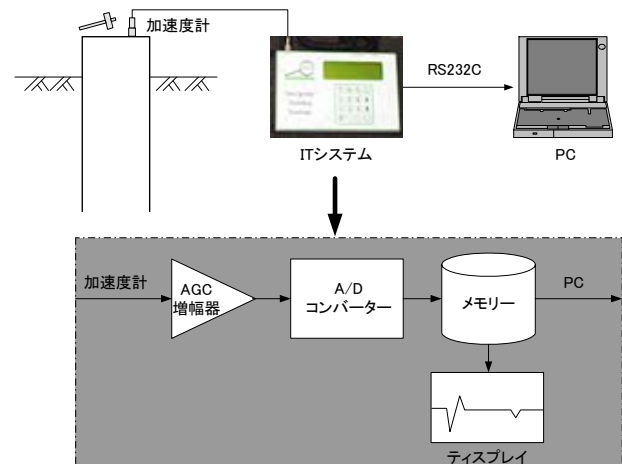 加速度計
RS232C
ITシステム
PC
加速度計
AGC
増幅器
A/D
コンバーター
メモリー
PC
ティスプレイ